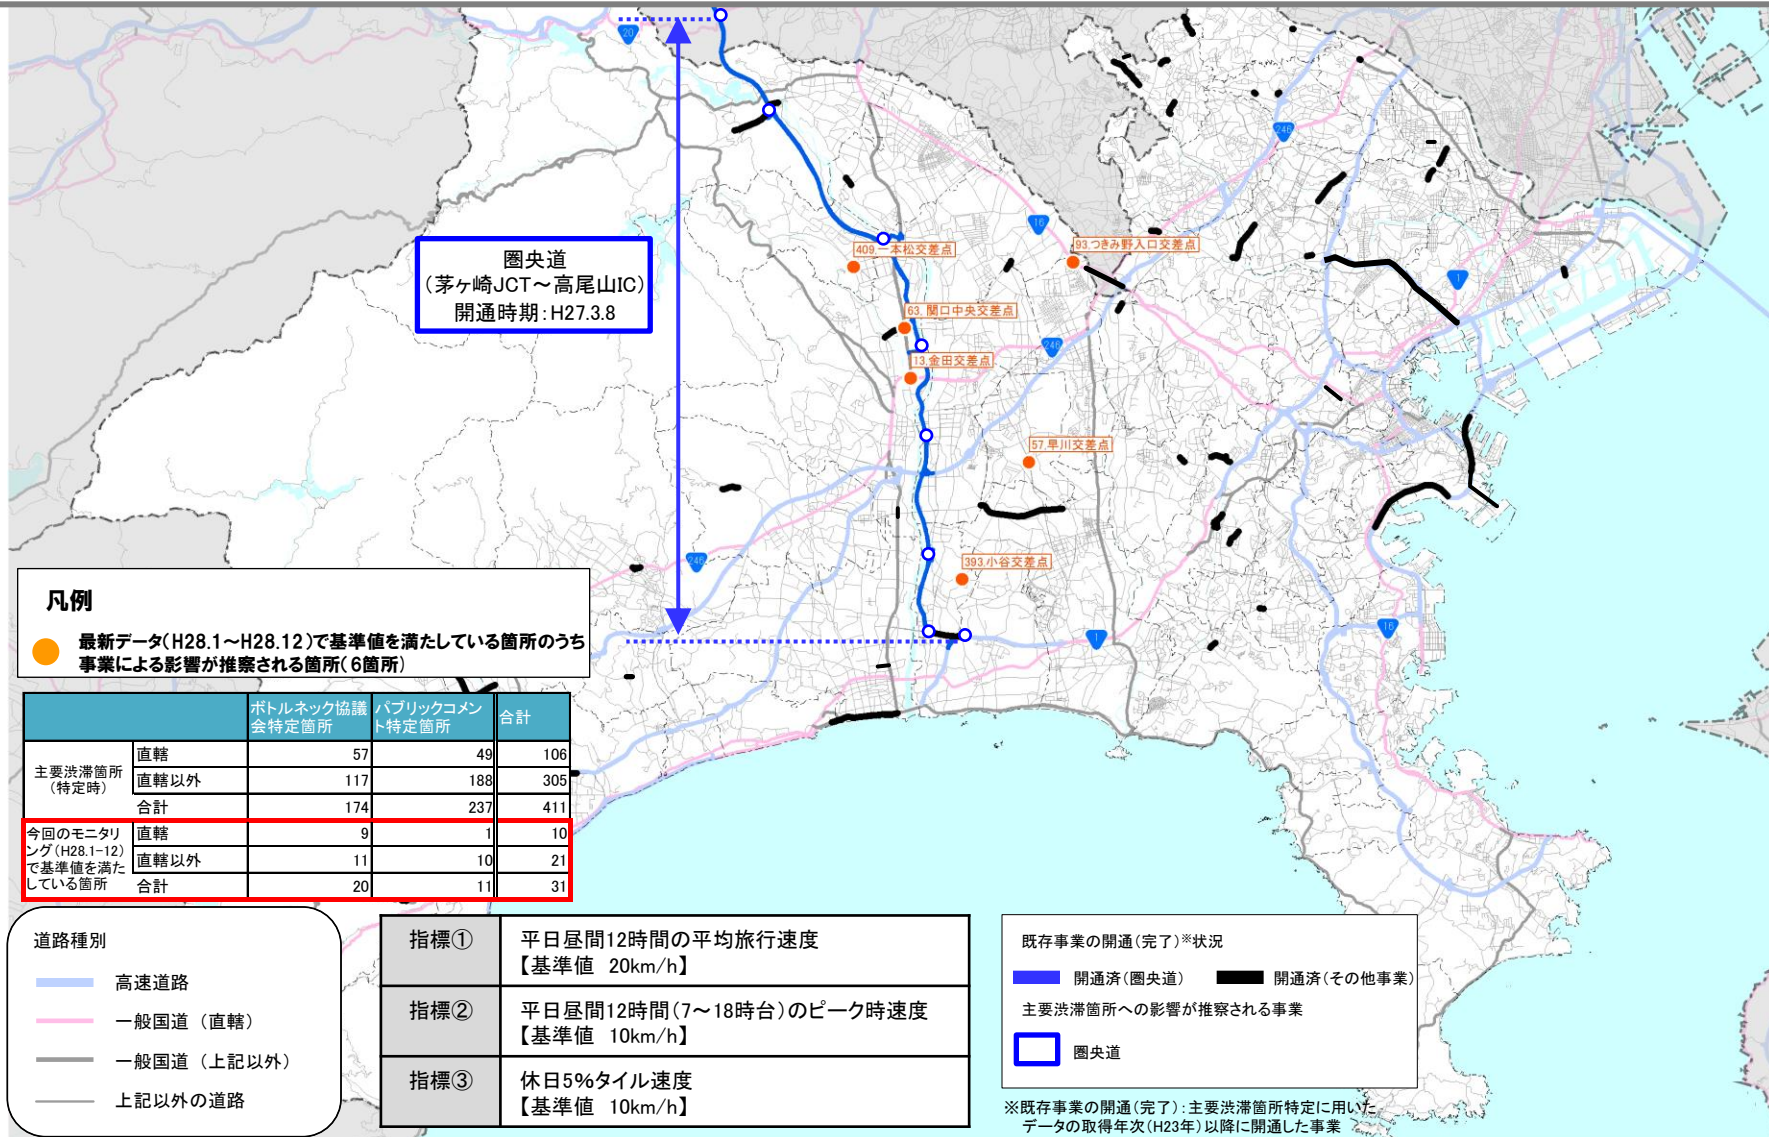 20
圏央道
(茅ヶ崎JCT～高尾山IC)
開通時期：H27.3.8
246
16
409.一本松交差点
93.つきみ野入口交差点
63.関口中央交差点
1
246
13.金田交差点
57.早川交差点
246
393.小谷交差点
1
16
凡例
最新データ(H28.1～H28.12)で基準値を満たしている箇所のうち
事業による影響が推察される箇所(6箇所)
ボトルネック協議
会特定箇所
パブリックコメン
ト特定箇所
合計
主要渋滞箇所
(特定時)
直轄 57 49 106
直轄以外 117 188 305
合計 174 237 411
今回のモニタリ
ング(H28.1-12)
で基準値を満た
している箇所
直轄 9 1 10
直轄以外 11 10 21
合計 20 11 31
道路種別
高速道路
一般国道（直轄）
一般国道（上記以外）
上記以外の道路
指標① 平日昼間12時間の平均旅行速度
【基準値 20km/h】
指標② 平日昼間12時間(7～18時台)のピーク時速度
【基準値 10km/h】
指標③ 休日5%タイル速度
【基準値 10km/h】
既存事業の開通(完了)※状況
開通済(圏央道) 開通済(その他事業)
主要渋滞箇所への影響が推察される事業
圏央道
※既存事業の開通(完了)：主要渋滞箇所特定に用いた
データの取得年次(H23年)以降に開通した事業